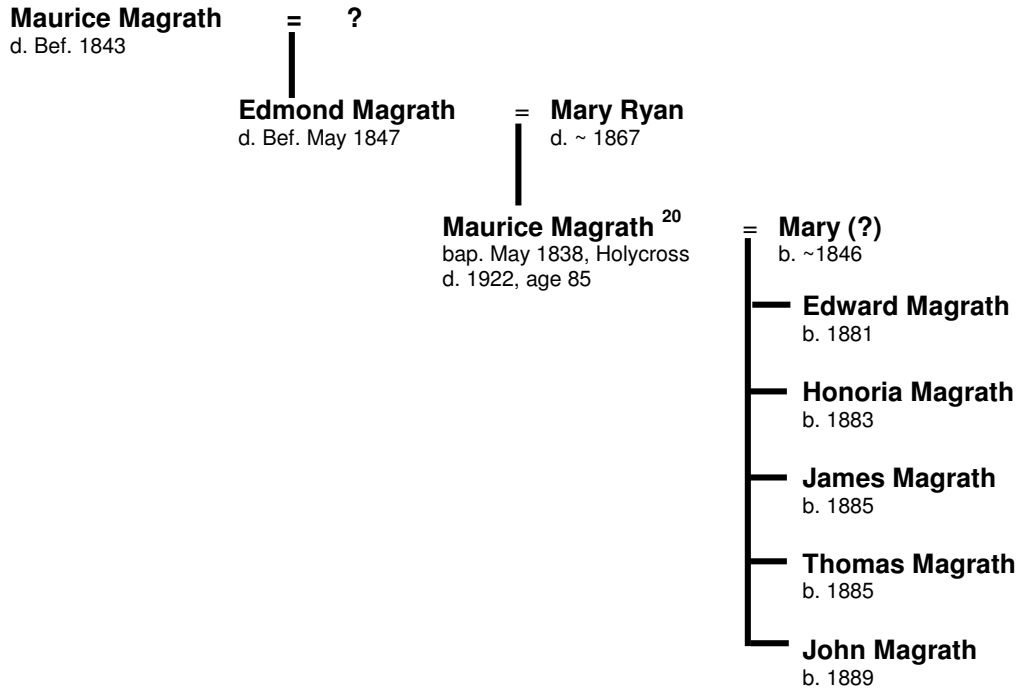 Maurice Magrath = ?
d. Bef. 1843
Edmond Magrath = Mary Ryan
d. Bef. May 1847 d. ~ 1867
Maurice Magrath 20 = Mary (?)
bap. May 1838, Holycross b. ~1846
d. 1922, age 85
Edward Magrath
b. 1881
Honoria Magrath
b. 1883
James Magrath
b. 1885
Thomas Magrath
b. 1885
John Magrath
b. 1889